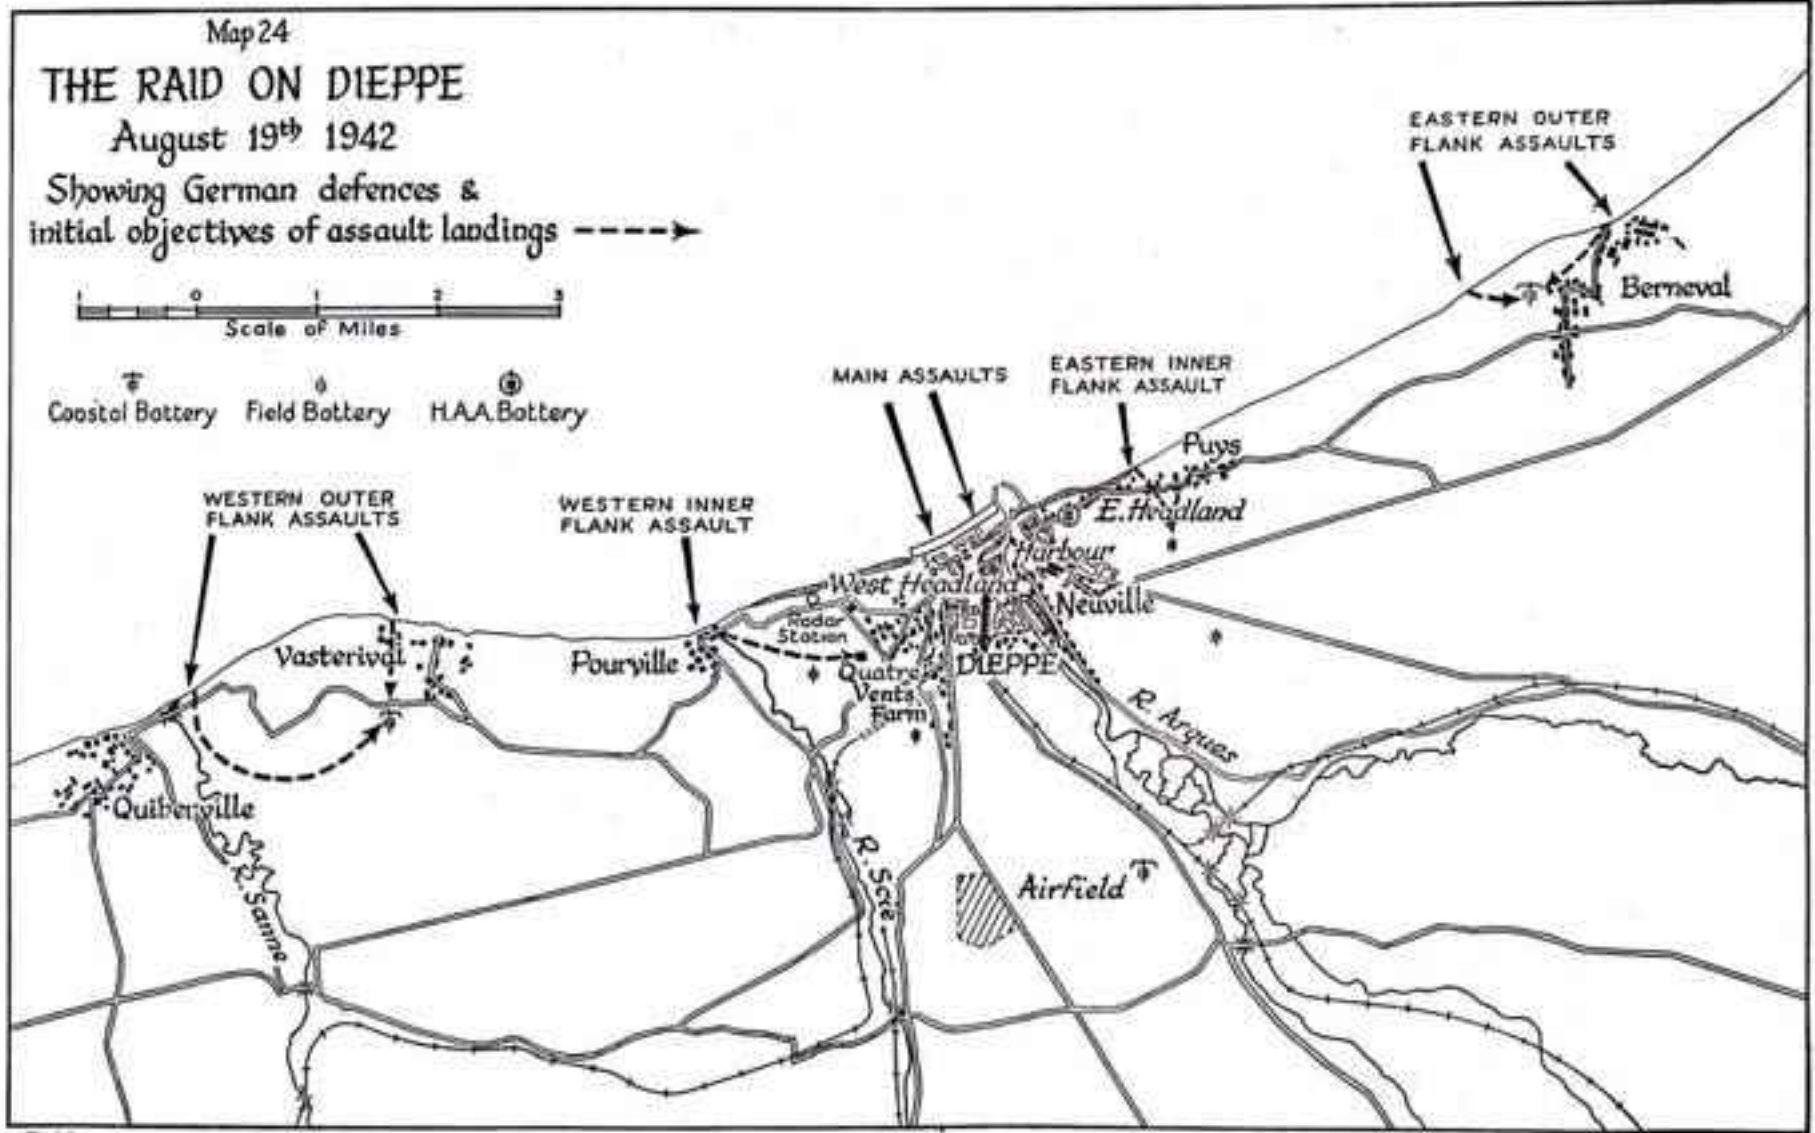 Map 24
THE RAID ON DIEPPE
August 19th 1942
Showing German defences &
initial objectives of assault landings
1 0 1 2 3
Scale of Miles
Coastal Battery Field Battery H.A.A. Battery
EASTERN OUTER
FLANK ASSAULTS
Berneval
MAIN ASSAULTS
EASTERN INNER
FLANK ASSAULT
Puys
WESTERN OUTER
FLANK ASSAULTS
WESTERN INNER
FLANK ASSAULT
E. Headland
Harbour
West Headland
Neuville
Radar
Station
Vasterival
Pourville
Quatre
Vents
Farm
DIEPPE
R. Arques
Quiberville
R. Sanne
R. Scie
Airfield